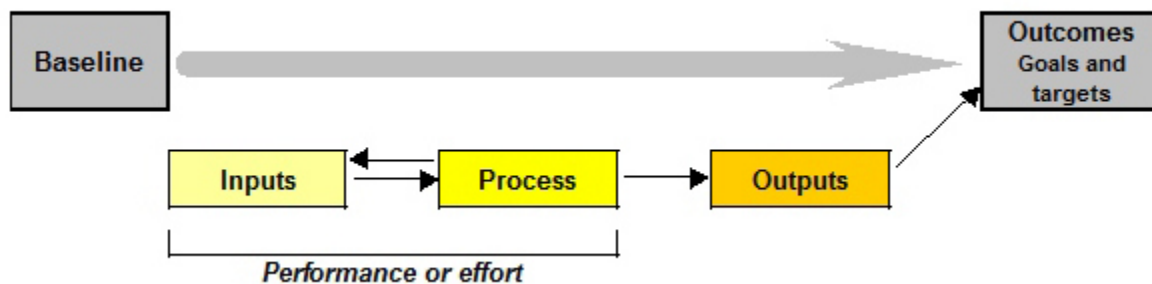 Baseline
Outcomes
Goals and
targets
Inputs
Process
Outputs
Performance or effort